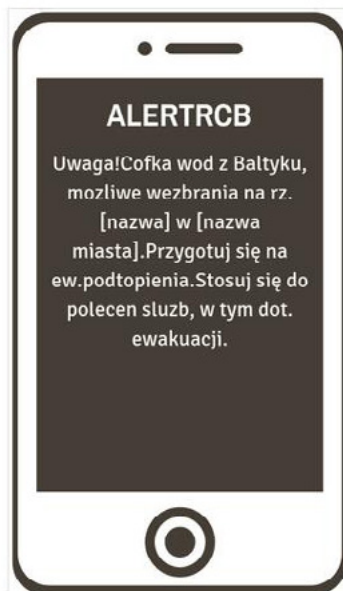 ALERTRCB
Uwaga!Cofka wod z Baltyku,
mozliwe wezbrania na rz.
[nazwa] w [nazwa
miasta].Przygotuj się na
ew.podtopienia.Stosuj się do
polecen sluzb, w tym dot.
ewakuacji.